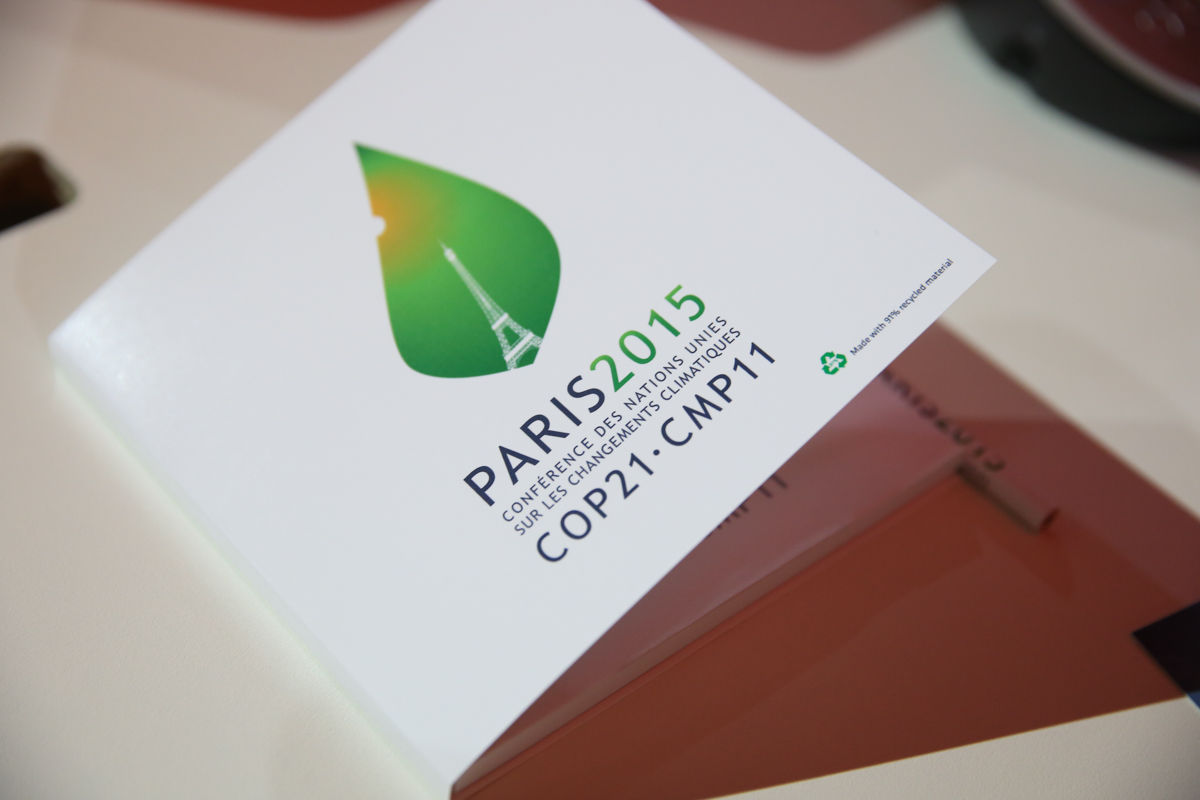 PARIS2015
CONFÉRENCE DES NATIONS UNIES
SUR LES CHANGEMENTS CLIMATIQUES
COP21·CMP11
Made with 91% recycled material